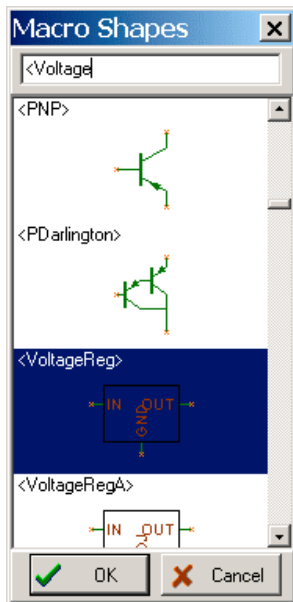 Macro Shapes
<Voltage
<PNP>
<PDarlington>
<VoltageReg>
IN OUT
GND
<VoltageRegA>
IN OUT
OK Cancel